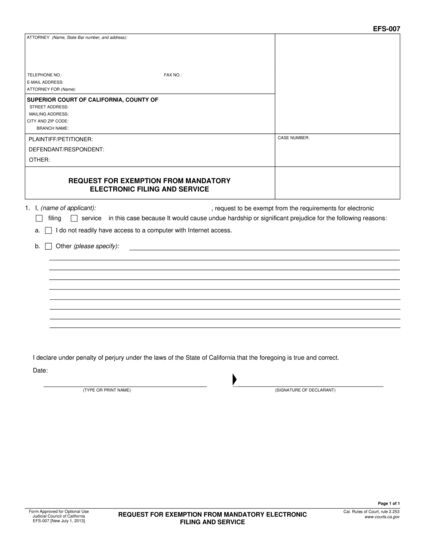 EFS-007
ATTORNEY (Name, State Bar number, and address):
TELEPHONE NO.: FAX NO.:
E-MAIL ADDRESS:
ATTORNEY FOR (Name):
SUPERIOR COURT OF CALIFORNIA, COUNTY OF
STREET ADDRESS:
MAILING ADDRESS:
CITY AND ZIP CODE:
BRANCH NAME:
PLAINTIFF/PETITIONER:
CASE NUMBER:
DEFENDANT/RESPONDENT:
OTHER:
REQUEST FOR EXEMPTION FROM MANDATORY
ELECTRONIC FILING AND SERVICE
1. I, (name of applicant): , request to be exempt from the requirements for electronic
filing service in this case because it would cause undue hardship or significant prejudice for the following reasons:
a. I do not readily have access to a computer with Internet access.
b. Other (please specify):
I declare under penalty of perjury under the laws of the State of California that the foregoing is true and correct.
Date:
(TYPE OR PRINT NAME) (SIGNATURE OF DECLARANT)
Page 1 of 1
Form Approved for Optional Use
Judicial Council of California
EFS-007 [New July 1, 2013]
REQUEST FOR EXEMPTION FROM MANDATORY ELECTRONIC
FILING AND SERVICE
Cal. Rules of Court, rule 2.253
www.courts.ca.gov